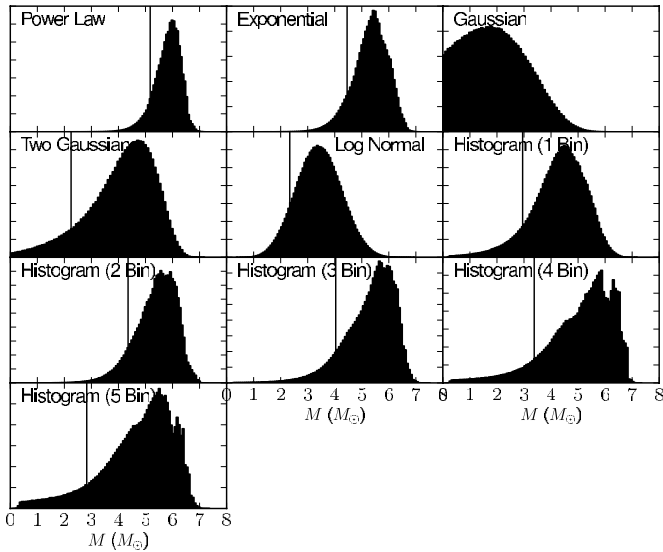 Power Law
Exponential
Gaussian
Two Gaussian
Log Normal
Histogram (1 Bin)
Histogram (2 Bin)
Histogram (3 Bin)
Histogram (4 Bin)
Histogram (5 Bin)
0 1 2 3 4 5 6 7 8
M (M⊙)
0 1 2 3 4 5 6 7 8
M (M⊙)
0 1 2 3 4 5 6 7 8
M (M⊙)